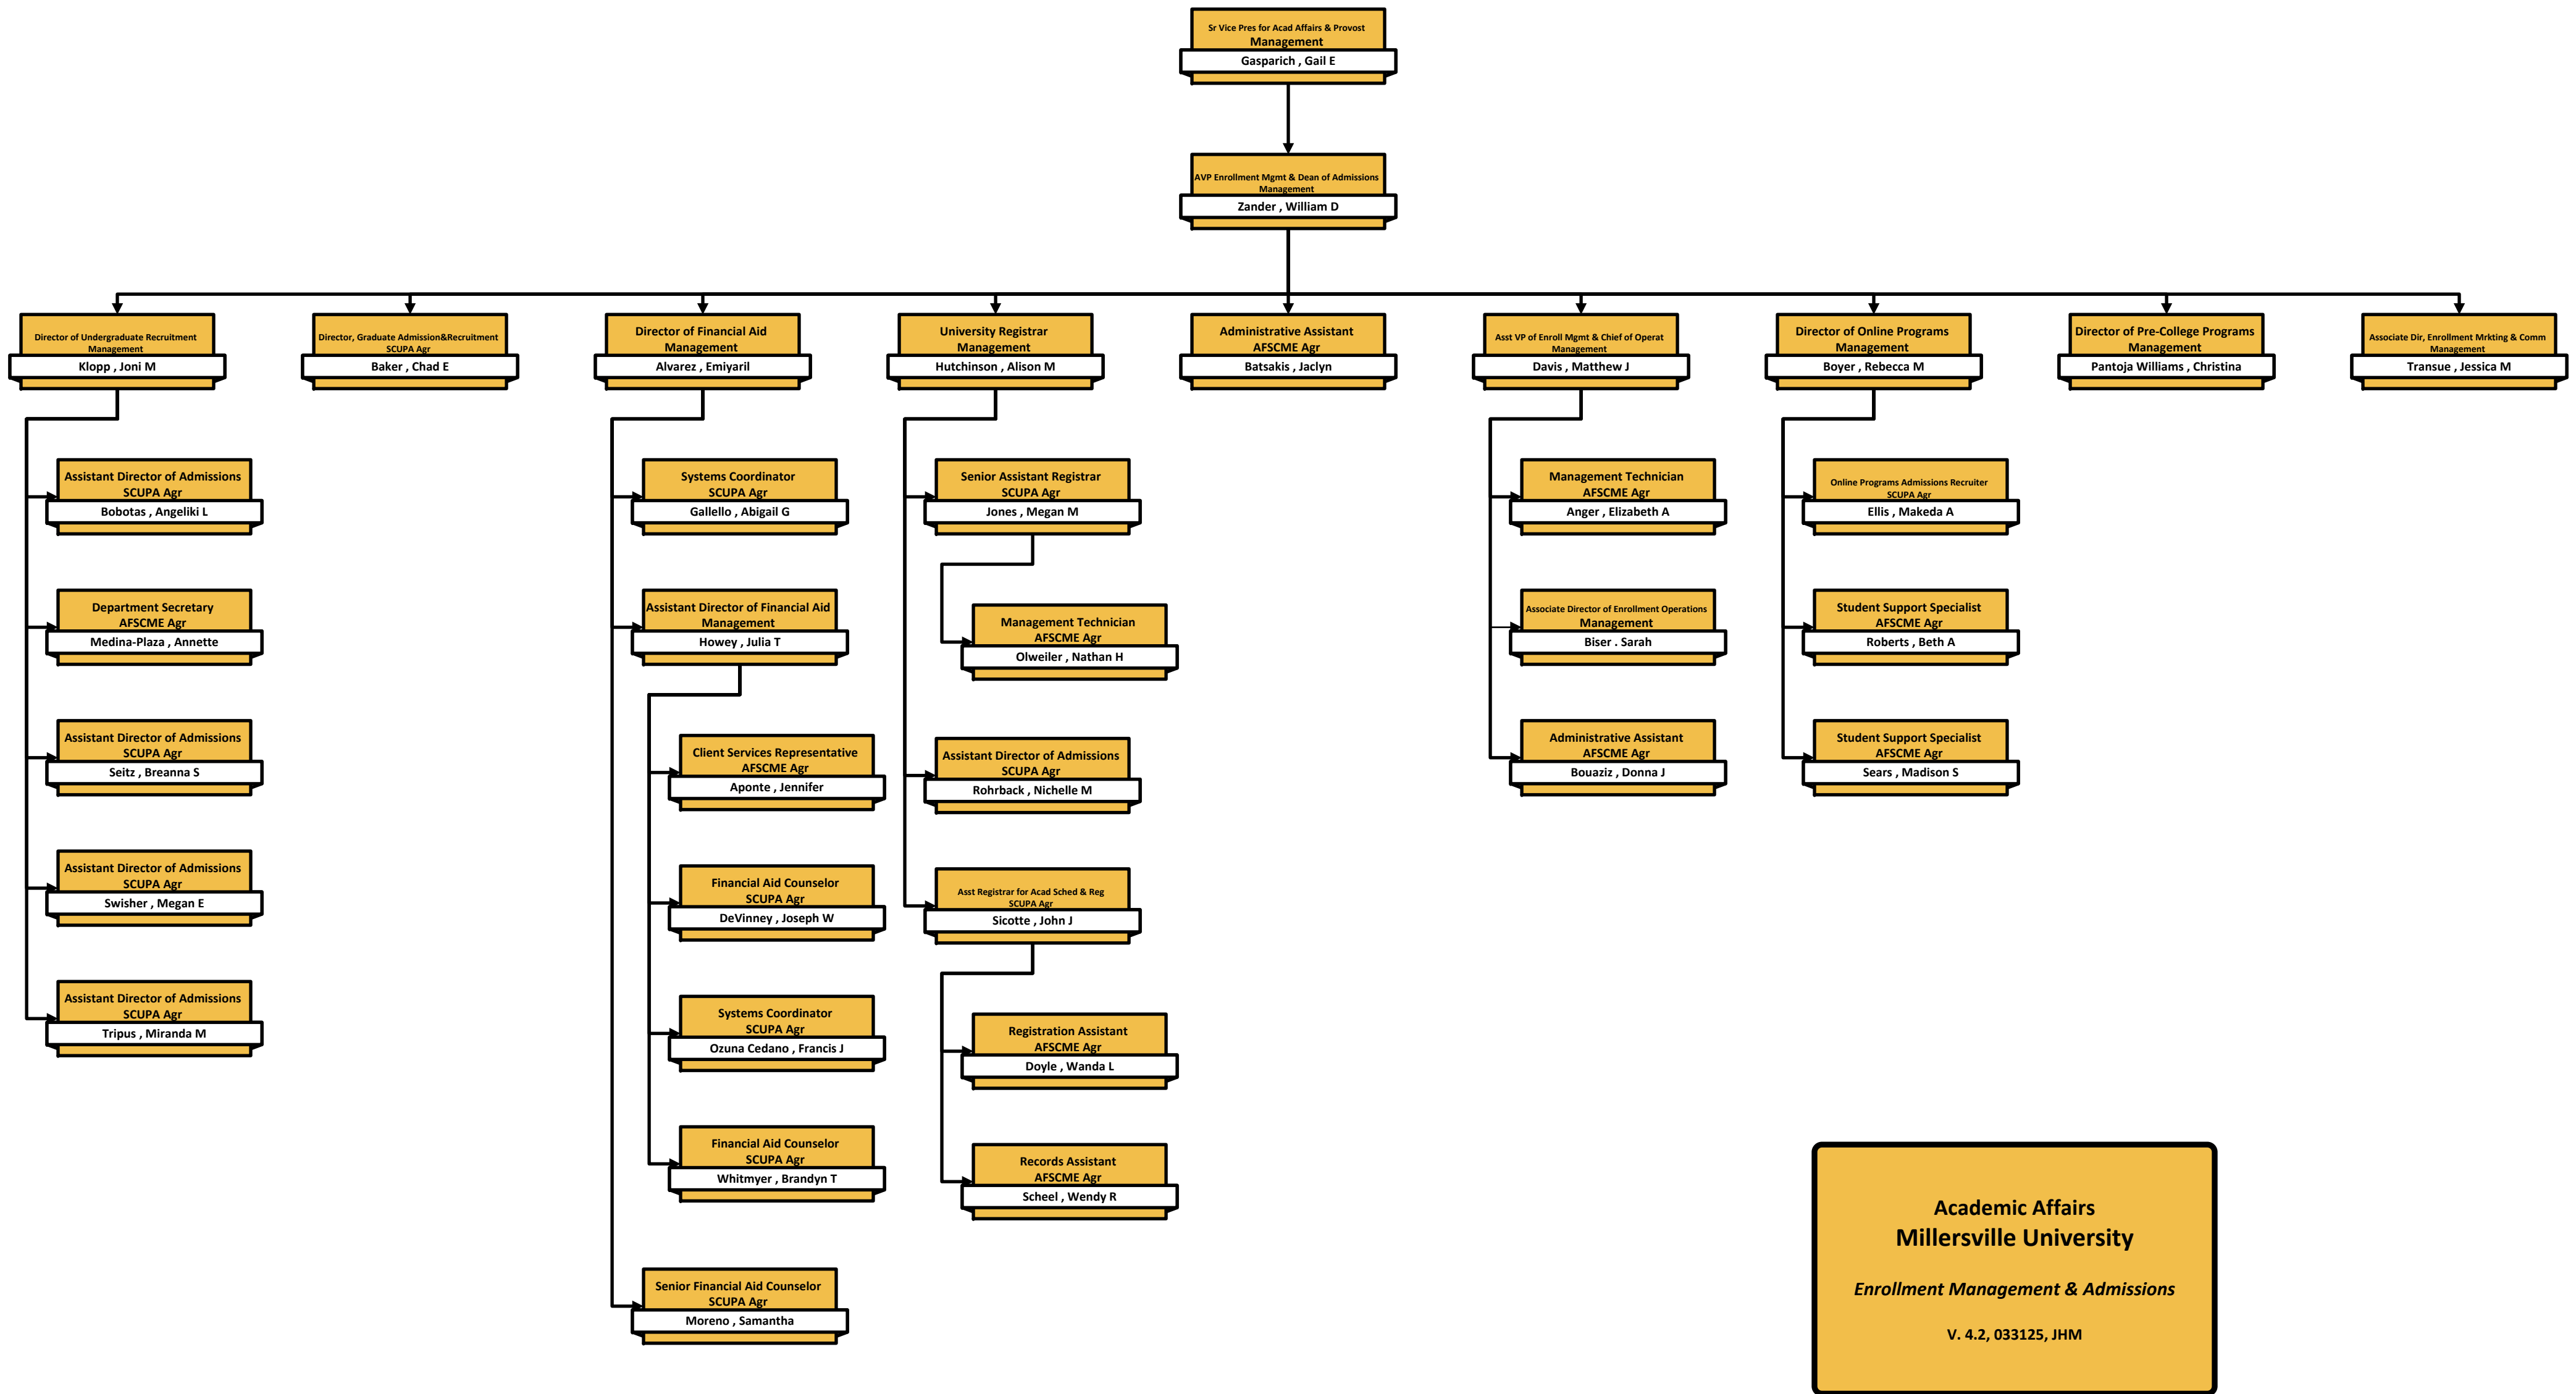 Sr Vice Pres for Acad Affairs & Provost
Management
Gasparich , Gail E
AVP Enrollment Mgmt & Dean of Admissions
Management
Zander , William D
Director of Undergraduate Recruitment
Management
Klopp , Joni M
Director, Graduate Admission&Recruitment
SCUPA Agr
Baker , Chad E
Director of Financial Aid
Management
Alvarez , Emiyaril
University Registrar
Management
Hutchinson , Alison M
Administrative Assistant
AFSCME Agr
Batsakis , Jaclyn
Asst VP of Enroll Mgmt & Chief of Operat
Management
Davis , Matthew J
Director of Online Programs
Management
Boyer , Rebecca M
Director of Pre-College Programs
Management
Pantoja Williams , Christina
Associate Dir, Enrollment Mrkting & Comm
Management
Transue , Jessica M
Assistant Director of Admissions
SCUPA Agr
Bobotas , Angeliki L
Department Secretary
AFSCME Agr
Medina-Plaza , Annette
Assistant Director of Admissions
SCUPA Agr
Seitz , Breanna S
Assistant Director of Admissions
SCUPA Agr
Swisher , Megan E
Assistant Director of Admissions
SCUPA Agr
Tripus , Miranda M
Systems Coordinator
SCUPA Agr
Gallello , Abigail G
Assistant Director of Financial Aid
Management
Howey , Julia T
Client Services Representative
AFSCME Agr
Aponte , Jennifer
Financial Aid Counselor
SCUPA Agr
DeVinney , Joseph W
Systems Coordinator
SCUPA Agr
Ozuna Cedano , Francis J
Financial Aid Counselor
SCUPA Agr
Whitmyer , Brandyn T
Senior Financial Aid Counselor
SCUPA Agr
Moreno , Samantha
Senior Assistant Registrar
SCUPA Agr
Jones , Megan M
Management Technician
AFSCME Agr
Olweiler , Nathan H
Assistant Director of Admissions
SCUPA Agr
Rohrback , Nichelle M
Asst Registrar for Acad Sched & Reg
SCUPA Agr
Sicotte , John J
Registration Assistant
AFSCME Agr
Doyle , Wanda L
Records Assistant
AFSCME Agr
Scheel , Wendy R
Management Technician
AFSCME Agr
Anger , Elizabeth A
Associate Director of Enrollment Operations
Management
Biser . Sarah
Administrative Assistant
AFSCME Agr
Bouaziz , Donna J
Online Programs Admissions Recruiter
SCUPA Agr
Ellis , Makeda A
Student Support Specialist
AFSCME Agr
Roberts , Beth A
Student Support Specialist
AFSCME Agr
Sears , Madison S
Academic Affairs
Millersville University
Enrollment Management & Admissions
V. 4.2, 033125, JHM